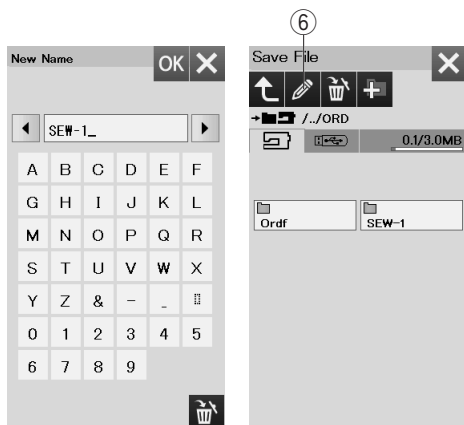 ⑥
New Name
OK
SEW-1_
A B C D E F
G H I J K L
M N O P Q R
S T U V W X
Y Z & - _
0 1 2 3 4 5
6 7 8 9
Save File
/../ORD
0.1/3.0MB
Ordf
SEW-1